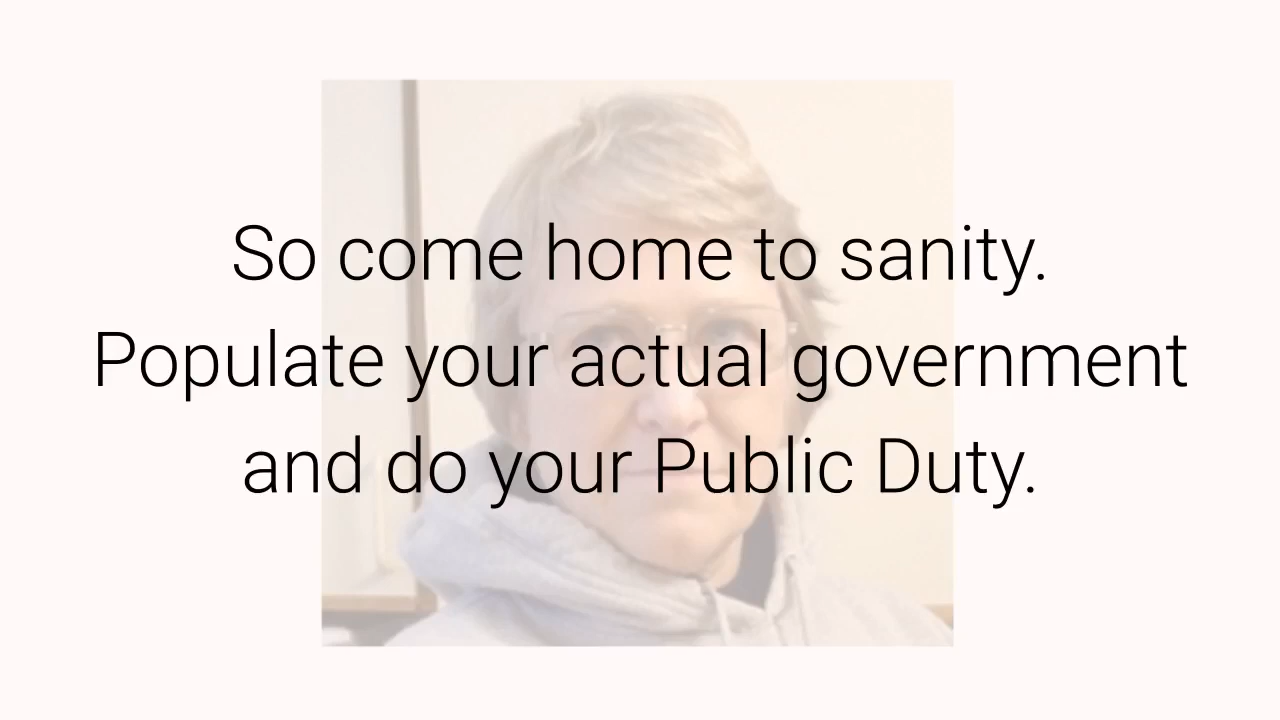 So come home to sanity.
Populate your actual government
and do your Public Duty.